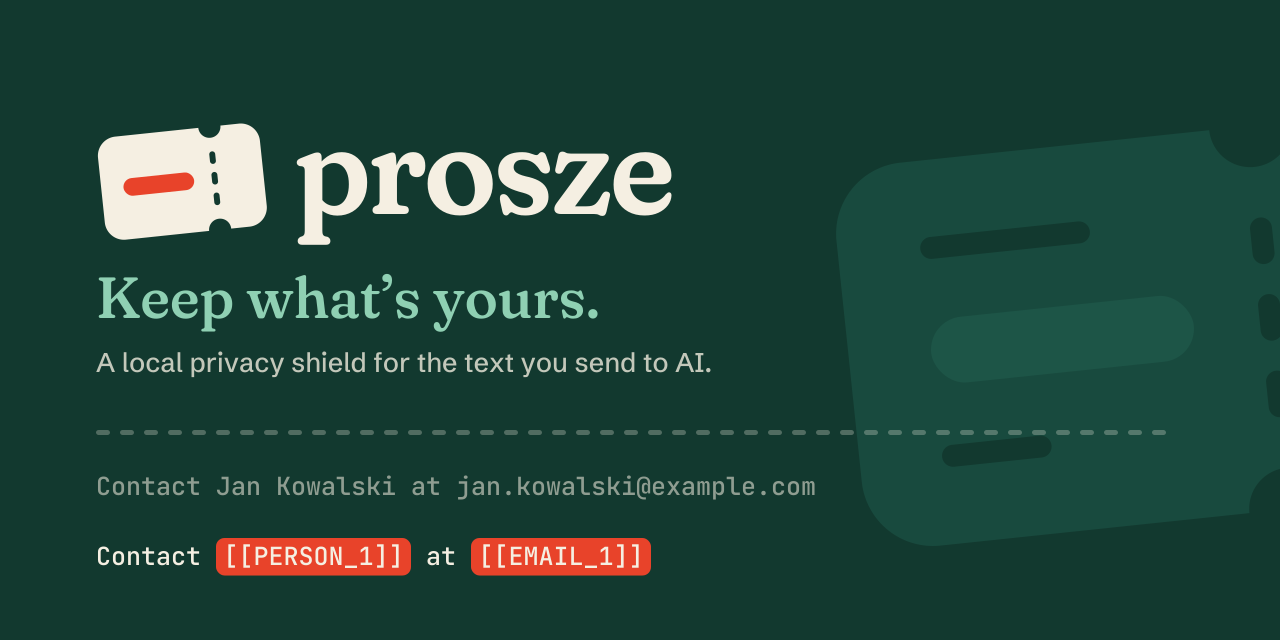 prosze
Keep what’s yours.
A local privacy shield for the text you send to AI.
Contact Jan Kowalski at jan.kowalski@example.com
Contact [[PERSON_1]] at [[EMAIL_1]]